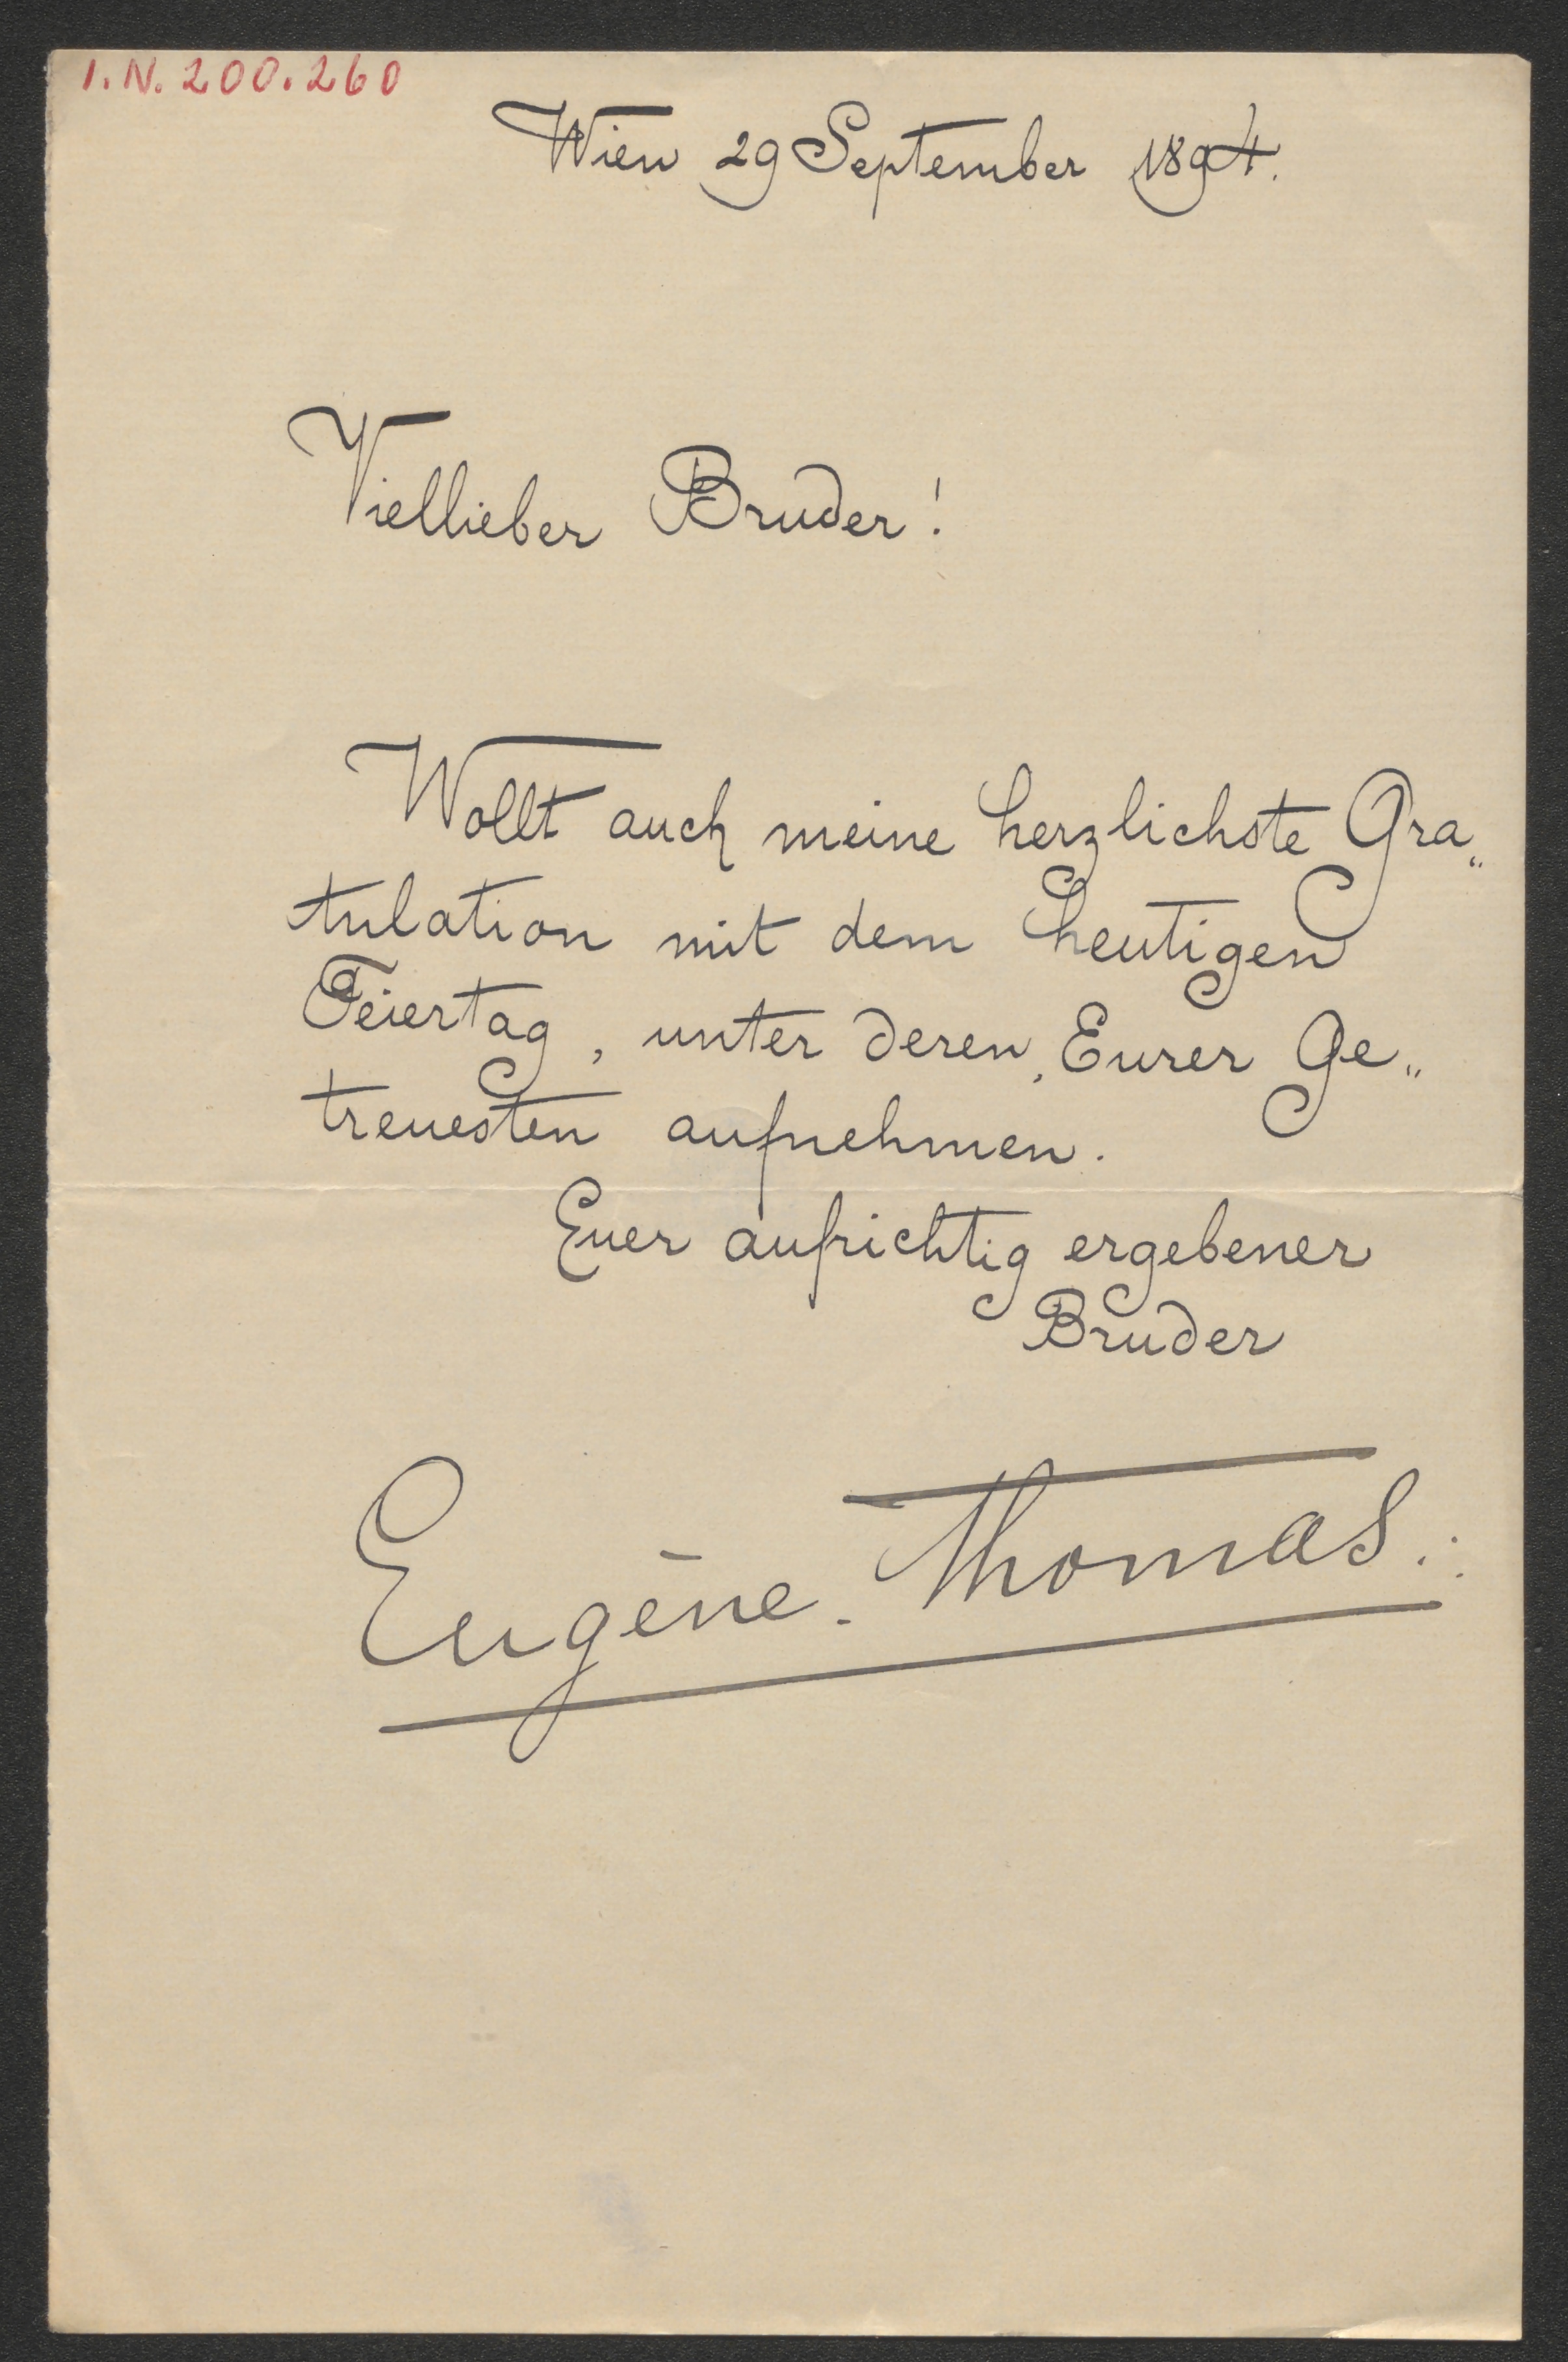 I.N. 200.260
Wien 29 September 1894.
Viellieber Bruder!
Wollt auch meine herzlichste Gra„
tulation mit dem heutigen
Feiertag, unter deren, Eurer Ge„
treuesten aufnehmen.
Euer aufrichtig ergebener
Bruder
Eugène. Thomas.: